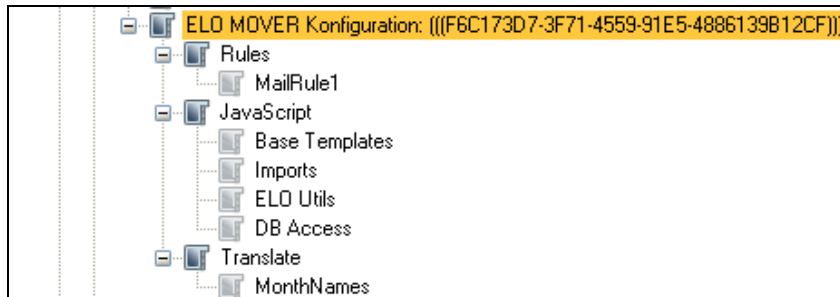 ELO MOVER Konfiguration: (((F6C173D7-3F71-4559-91E5-4886139B12CF)))
Rules
MailRule1
JavaScript
Base Templates
Imports
ELO Utils
DB Access
Translate
MonthNames